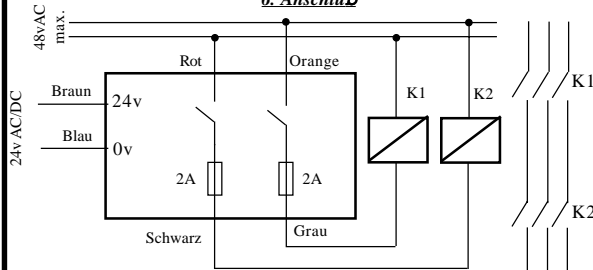 6. Anschluß
48vAC
max.
Rot
Orange
Braun
24v
Blau
0v
24v AC/DC
2A
2A
K1
K2
K1
K2
Schwarz
Grau